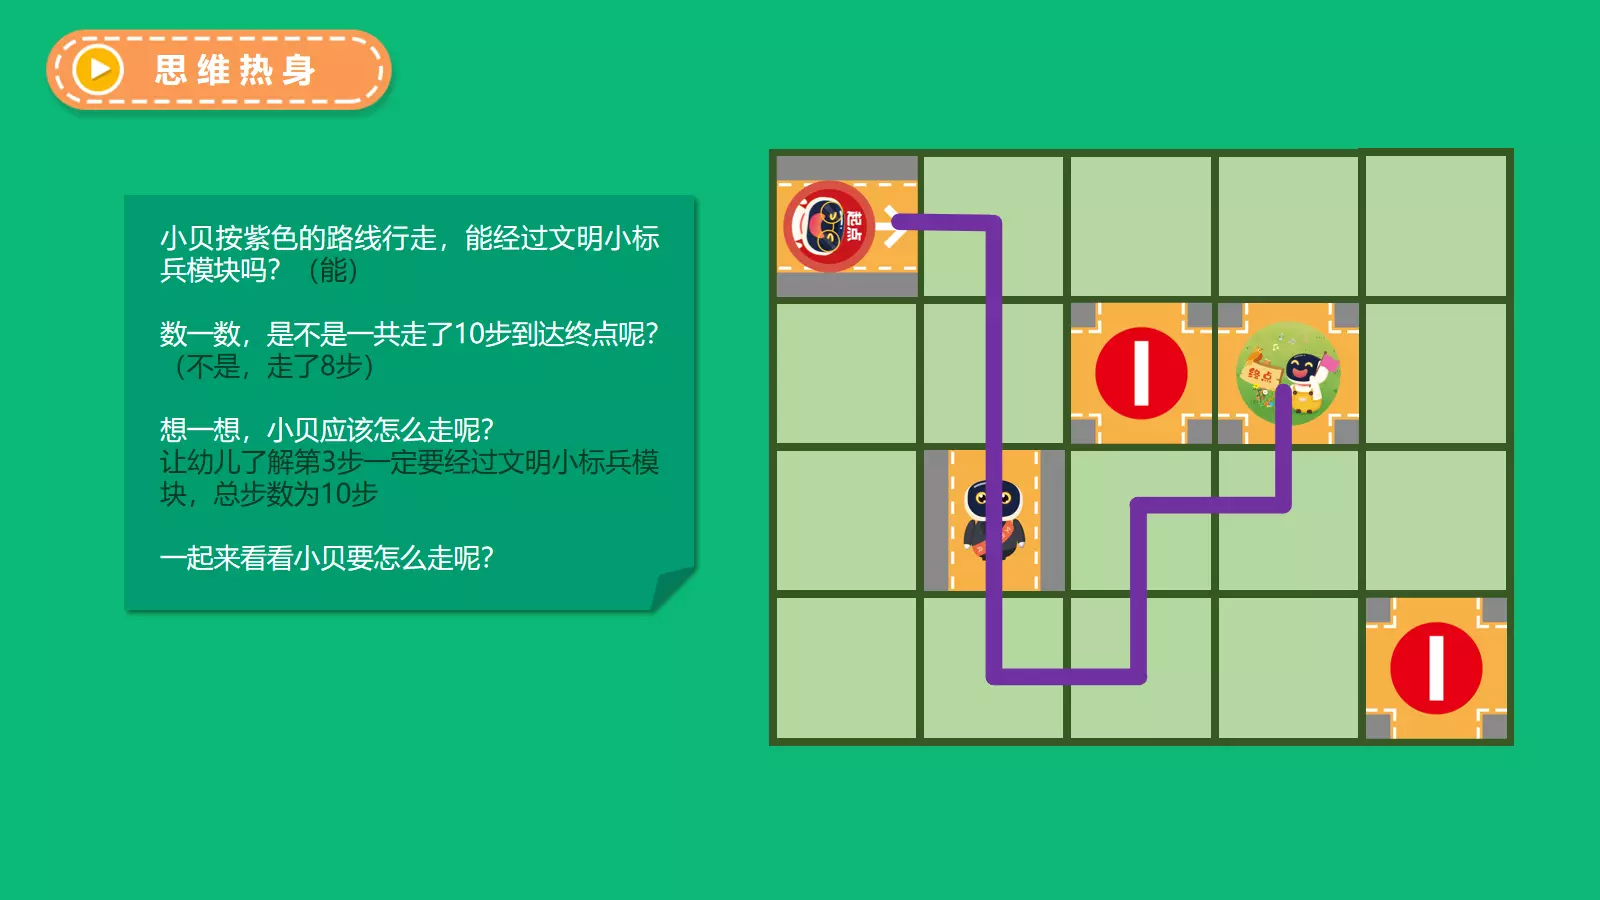 思维热身
小贝按紫色的路线行走，能经过文明小标
兵模块吗？（能）
数一数，是不是一共走了10步到达终点呢？
（不是，走了8步）
想一想，小贝应该怎么走呢？
让幼儿了解第3步一定要经过文明小标兵模
块，总步数为10步
一起来看看小贝要怎么走呢？
起点
终点